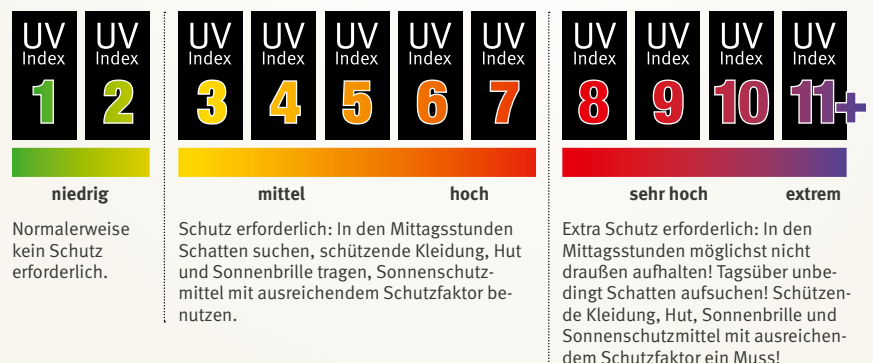 UV Index 1
UV Index 2
UV Index 3
UV Index 4
UV Index 5
UV Index 6
UV Index 7
UV Index 8
UV Index 9
UV Index 10
UV Index 11+
niedrig
Normalerweise
kein Schutz
erforderlich.
mittel
hoch
Schutz erforderlich: In den Mittagsstunden
Schatten suchen, schützende Kleidung, Hut
und Sonnenbrille tragen, Sonnenschutz-
mittel mit ausreichendem Schutzfaktor be-
nutzen.
sehr hoch
extrem
Extra Schutz erforderlich: In den
Mittagsstunden möglichst nicht
draußen aufhalten! Tagsüber unbe-
dingt Schatten aufsuchen! Schützen-
de Kleidung, Hut, Sonnenbrille und
Sonnenschutzmittel mit ausreichen-
dem Schutzfaktor ein Muss!